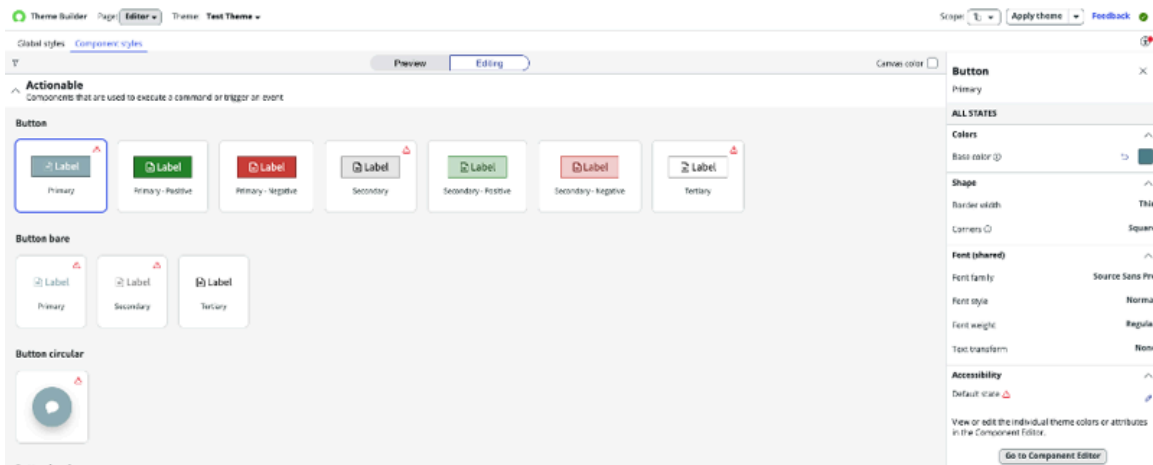 Theme Builder Page: Editor Theme: Test Theme Scope: Apply theme Feedback
Global styles Component styles
Preview Editing Canvas color
Actionable
Components that are used to execute a command or trigger an event
Button
Label Label Label Label Label Label Label
Primary Primary - Positive Primary - Negative Secondary Secondary - Positive Secondary - Negative Tertiary
Button bare
Label Label Label
Primary Secondary Tertiary
Button circular
Button
Primary
ALL STATES
Colors
Base color
Shape
Border width Thi
Corners Squar
Font (shared)
Font family Source Sans Pr
Font style Norma
Font weight Regula
Text transform Non
Accessibility
Default state
View or edit the individual theme colors or attributes
in the Component Editor.
Go to Component Editor